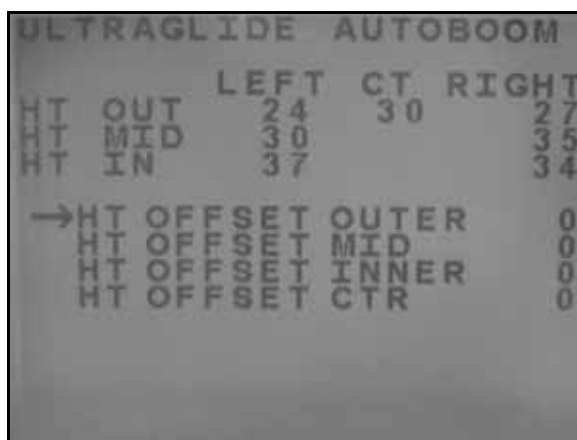 ULTRAGLIDE AUTOBOOM
LEFT CT RIGHT
HT OUT 24 30 27
HT MID 30 35
HT IN 37 34
→HT OFFSET OUTER 0
HT OFFSET MID 0
HT OFFSET INNER 0
HT OFFSET CTR 0